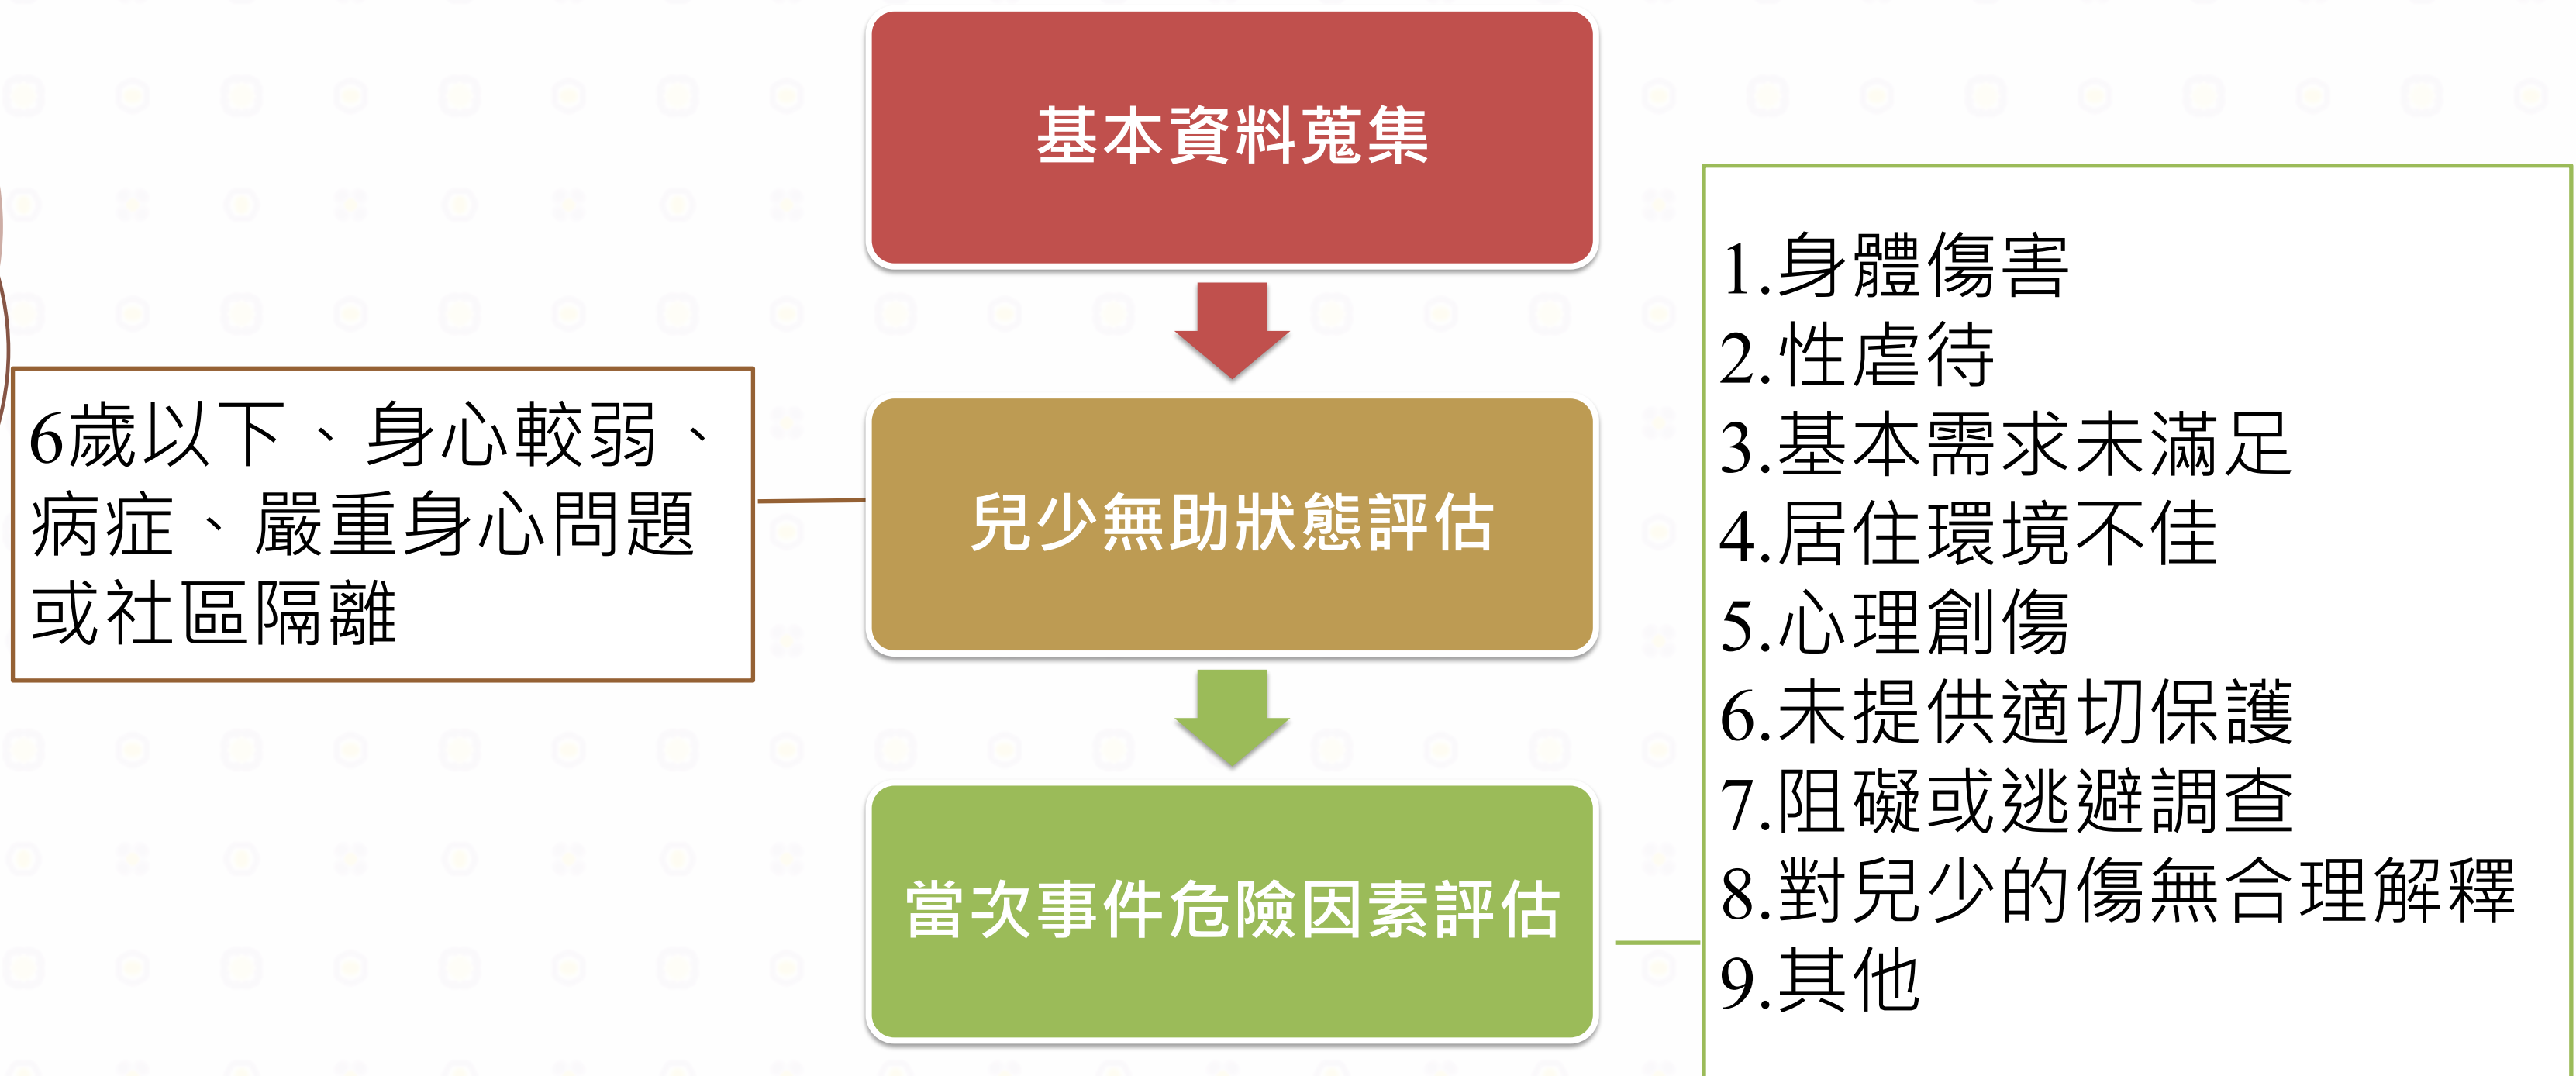 基本資料蒐集
6歲以下、身心較弱、
病症、嚴重身心問題
或社區隔離
兒少無助狀態評估
當次事件危險因素評估
1.身體傷害
2.性虐待
3.基本需求未滿足
4.居住環境不佳
5.心理創傷
6.未提供適切保護
7.阻礙或逃避調查
8.對兒少的傷無合理解釋
9.其他